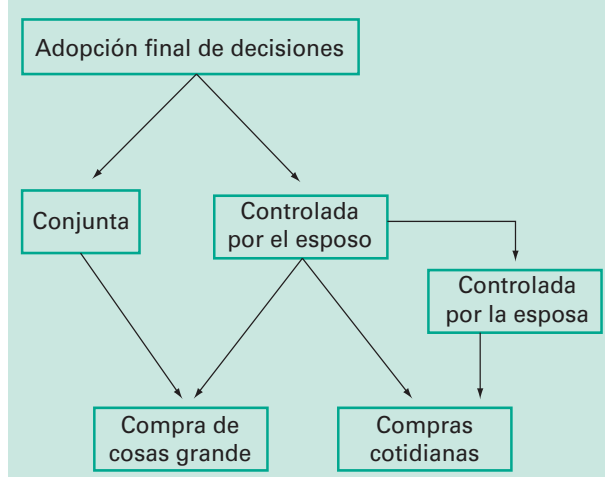 Adopción final de decisiones
Conjunta
Controlada
por el esposo
Controlada
por la esposa
Compra de
cosas grande
Compras
cotidianas